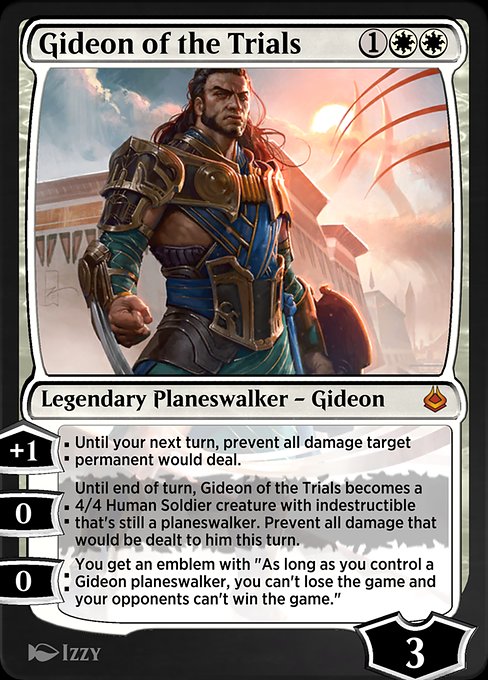 Gideon of the Trials 1
Legendary Planeswalker – Gideon
+1 : Until your next turn, prevent all damage target
permanent would deal.
0 : Until end of turn, Gideon of the Trials becomes a
4/4 Human Soldier creature with indestructible
that's still a planeswalker. Prevent all damage that
would be dealt to him this turn.
0 : You get an emblem with "As long as you control a
Gideon planeswalker, you can't lose the game and
your opponents can't win the game."
3
Izzy